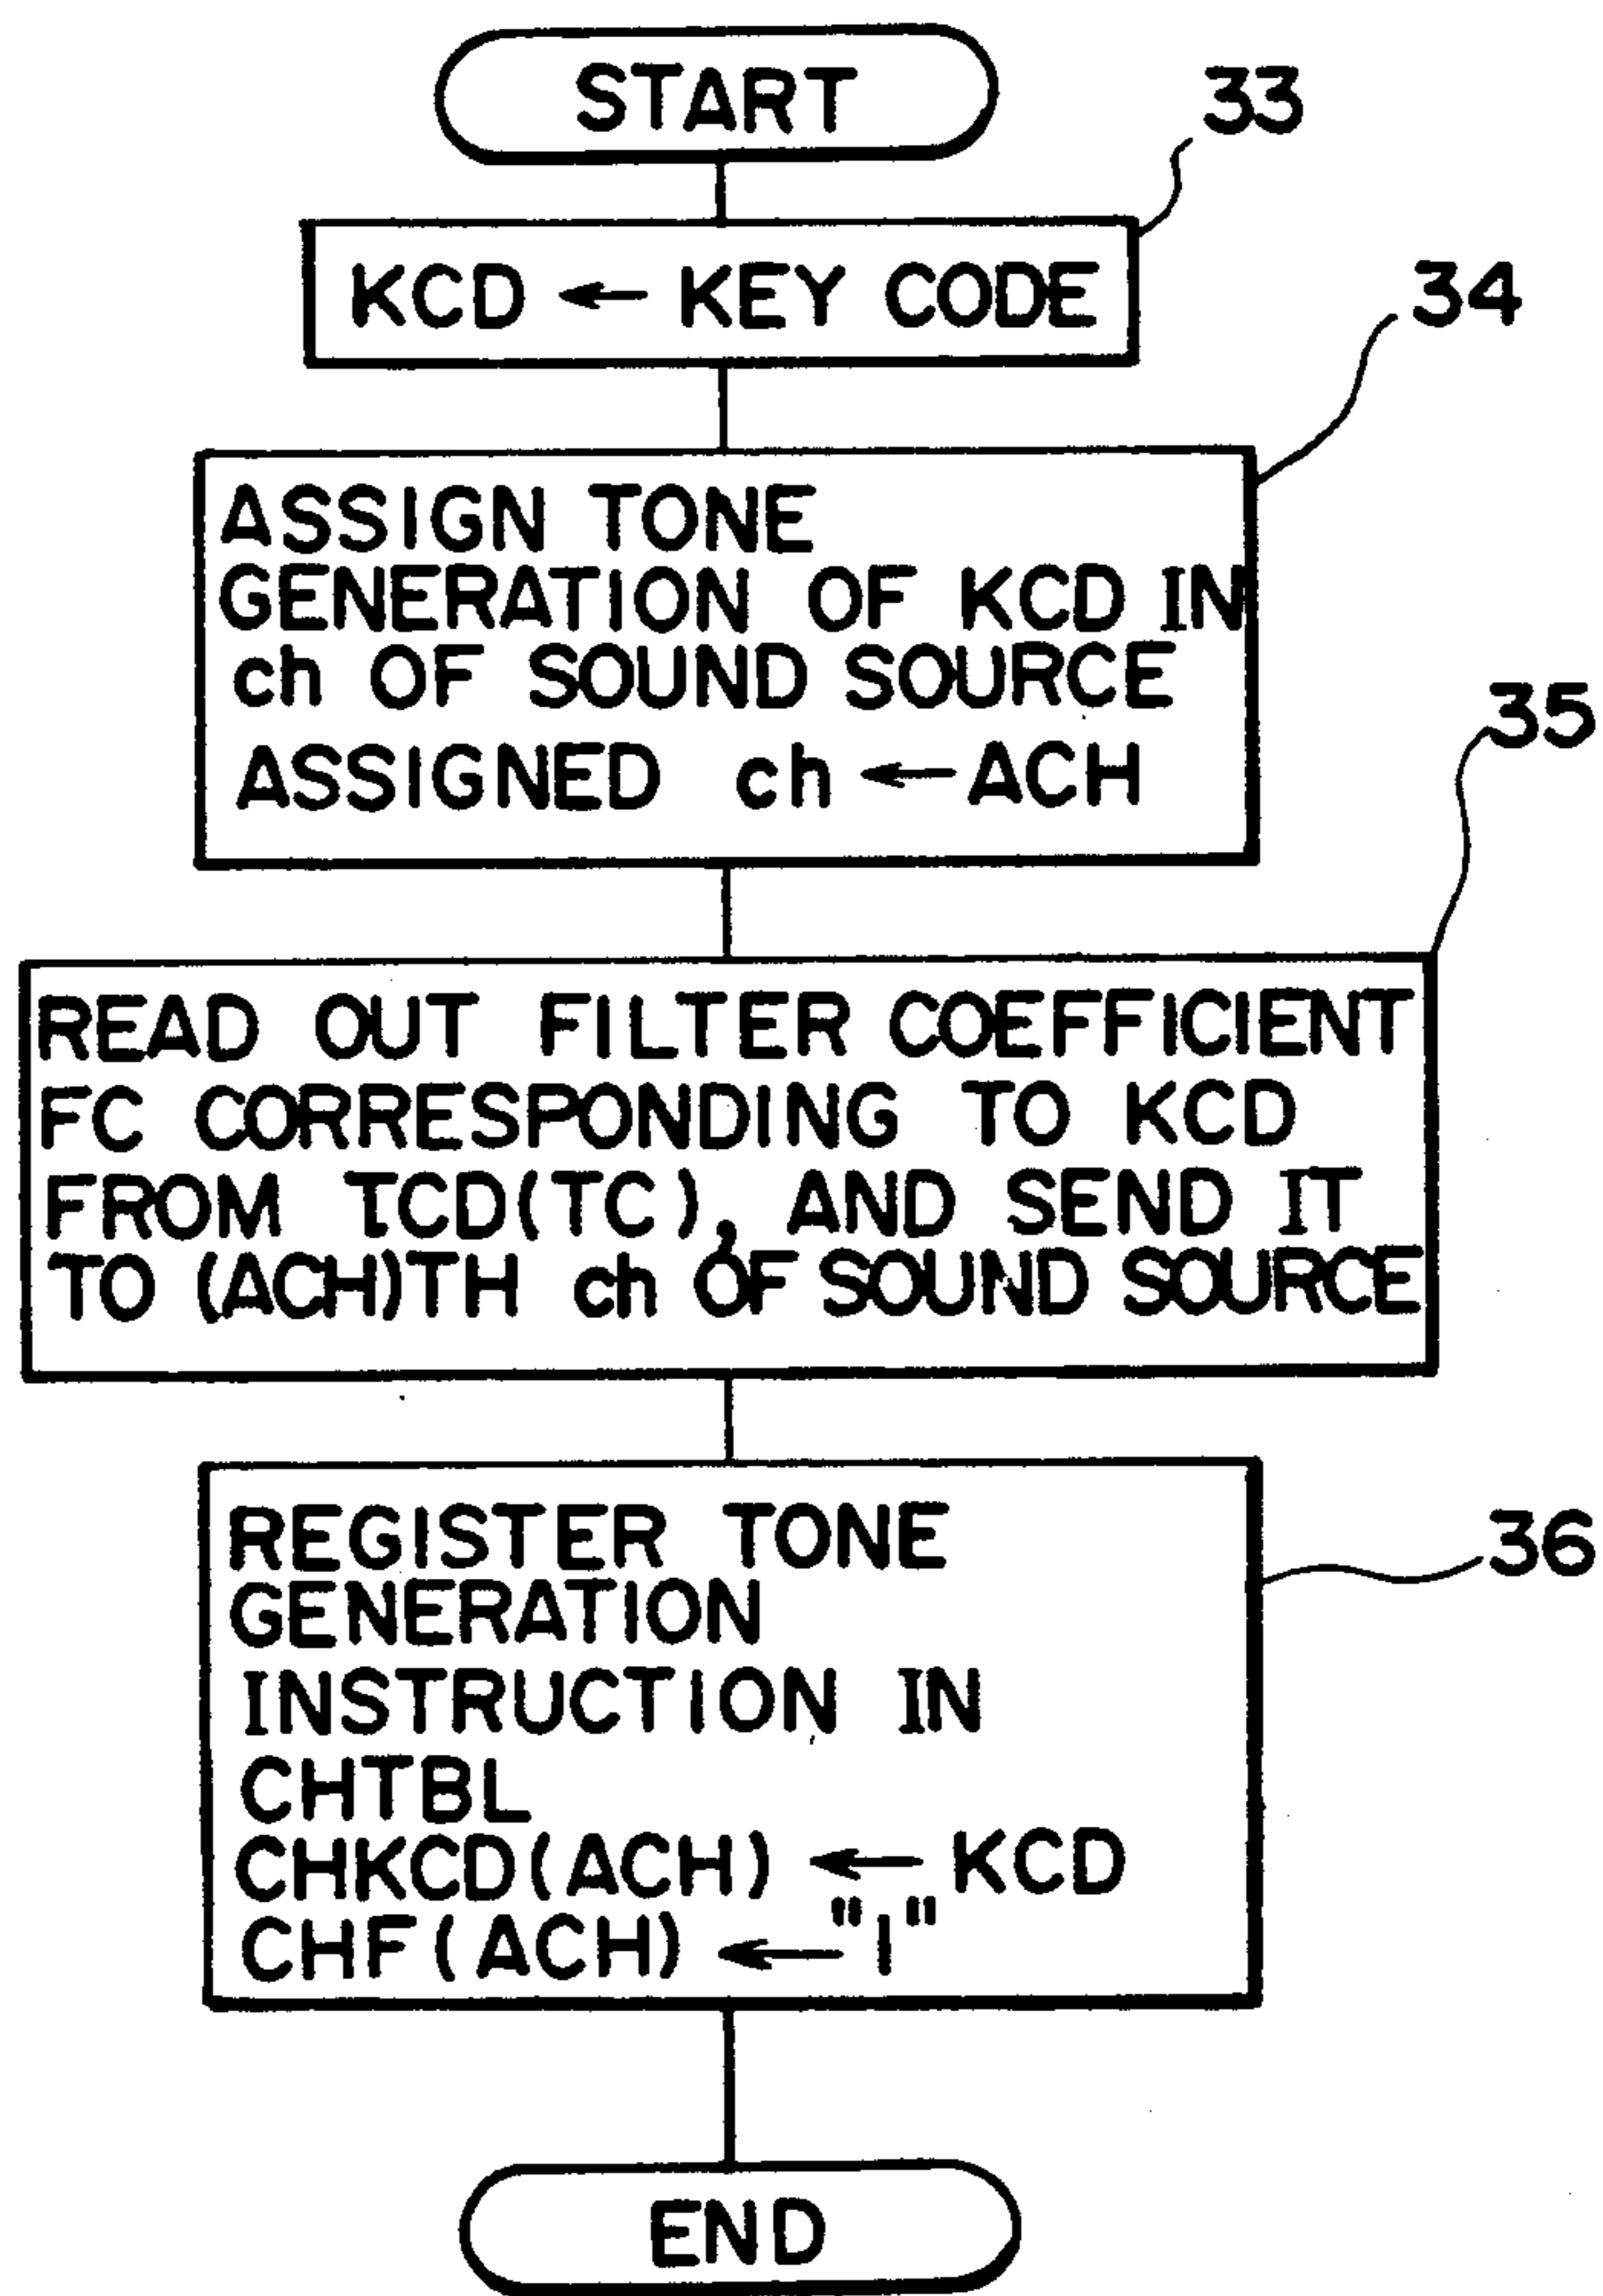 START
33
KCD ← KEY CODE
34
ASSIGN TONE
GENERATION OF KCD IN
ch OF SOUND SOURCE
ASSIGNED ch ← ACH
35
READ OUT FILTER COEFFICIENT
FC CORRESPONDING TO KCD
FROM TCD(TC), AND SEND IT
TO (ACH)TH ch OF SOUND SOURCE
36
REGISTER TONE
GENERATION
INSTRUCTION IN
CHTBL
CHKCD(ACH) ← KCD
CHF(ACH) ← "1"
END